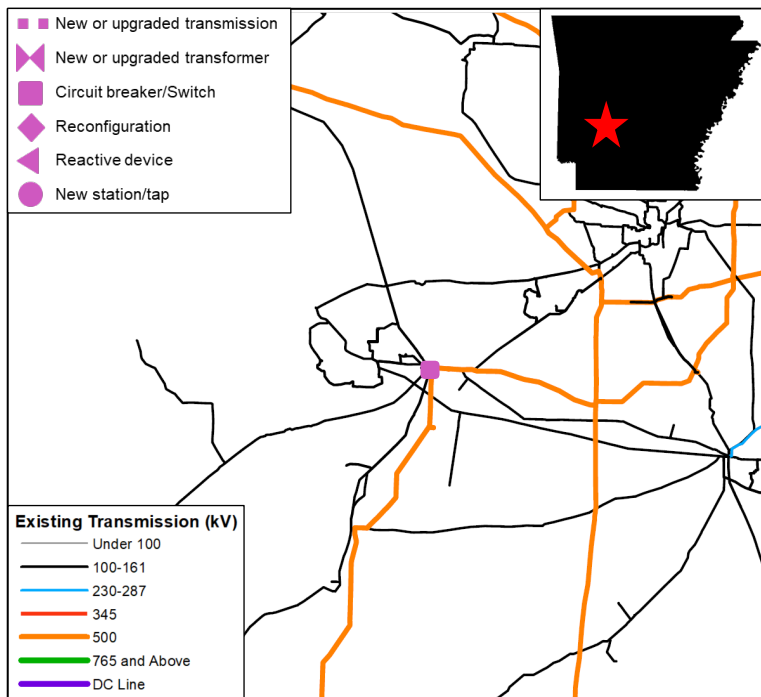 New or upgraded transmission
New or upgraded transformer
Circuit breaker/Switch
Reconfiguration
Reactive device
New station/tap
Existing Transmission (kV)
Under 100
100-161
230-287
345
500
765 and Above
DC Line